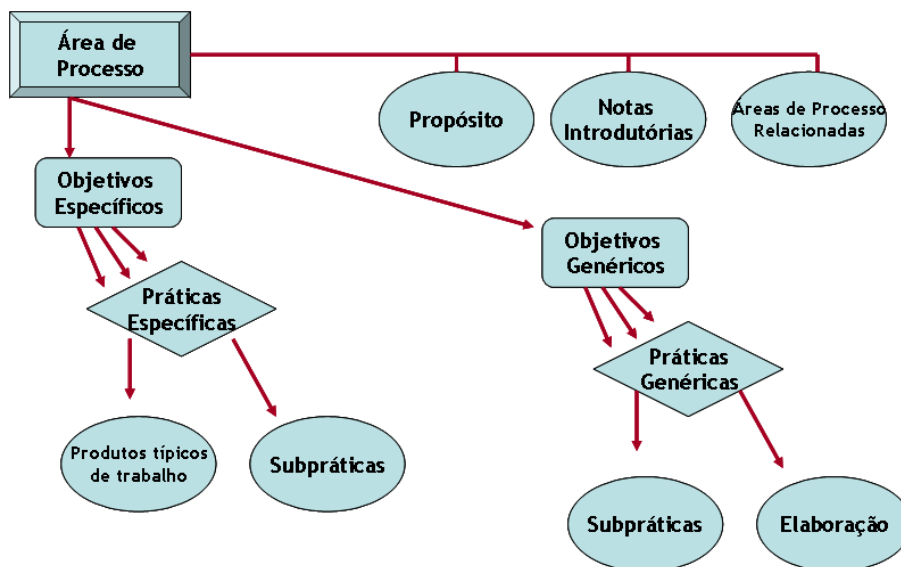 Área de
Processo
Propósito
Notas
Introdutórias
Áreas de Processo
Relacionadas
Objetivos
Específicos
Objetivos
Genéricos
Práticas
Específicas
Práticas
Genéricas
Produtos típicos
de trabalho
Subpráticas
Subpráticas
Elaboração